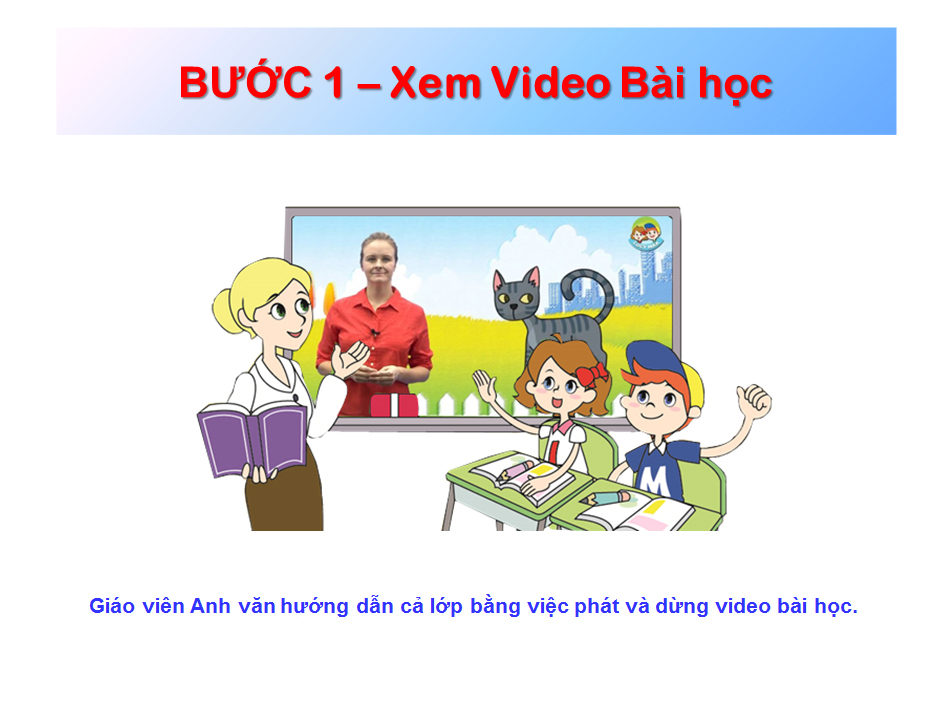 BƯỚC 1 – Xem Video Bài học
M
Giáo viên Anh văn hướng dẫn cả lớp bằng việc phát và dừng video bài học.